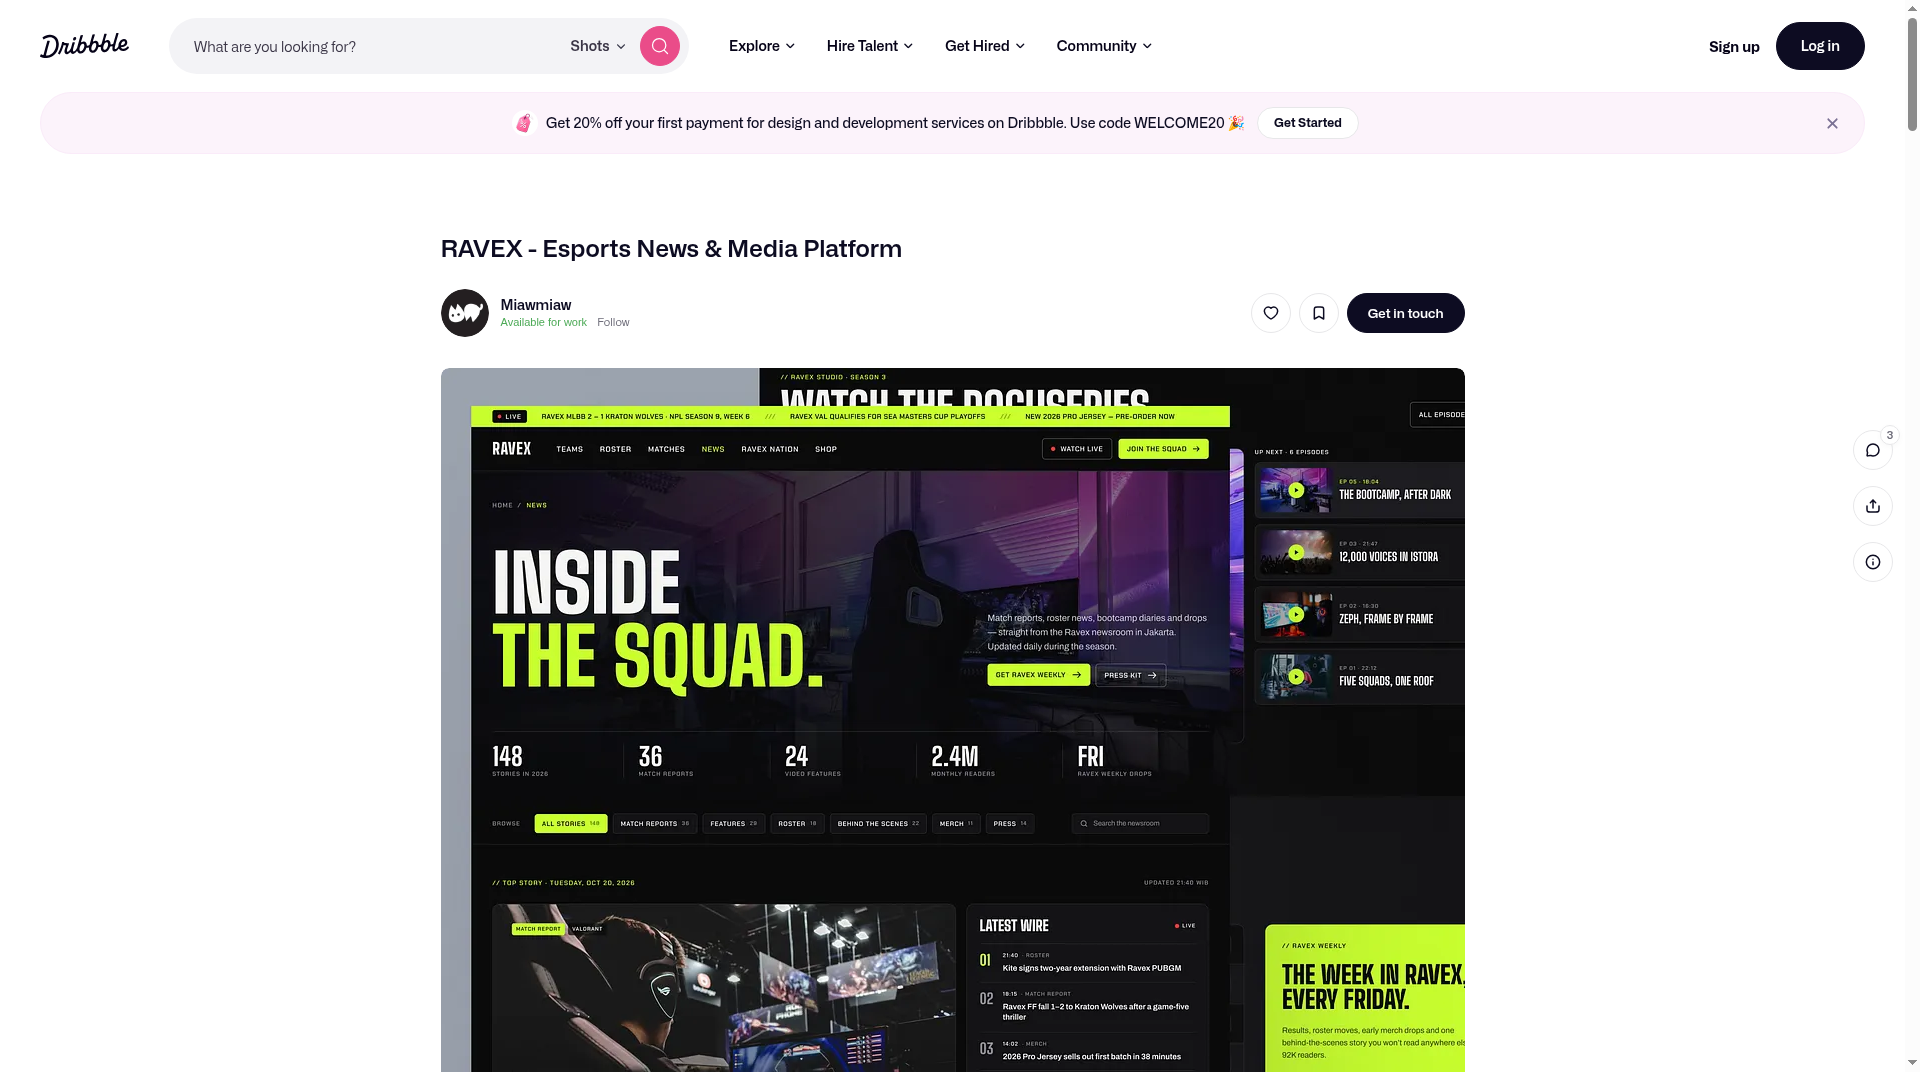 Dribbble
What are you looking for?
Shots
Explore
Hire Talent
Get Hired
Community
Sign up
Log in
Get 20% off your first payment for design and development services on Dribbble. Use code WELCOME20 🎉
Get Started
RAVEX - Esports News & Media Platform
Miawmiaw
Available for work
Follow
Get in touch
3
// RAVEX STUDIO · SEASON 3
WATCH THE DOCUSERIES
ALL EPISODE
LIVE
RAVEX MLBB 2 – 1 KRATON WOLVES · NPL SEASON 9, WEEK 6
///
RAVEX VAL QUALIFIES FOR SEA MASTERS CUP PLAYOFFS
///
NEW 2026 PRO JERSEY — PRE-ORDER NOW
RAVEX
TEAMS
ROSTER
MATCHES
NEWS
RAVEX NATION
SHOP
WATCH LIVE
JOIN THE SQUAD
HOME / NEWS
INSIDE
THE SQUAD.
Match reports, roster news, bootcamp diaries and drops
— straight from the Ravex newsroom in Jakarta.
Updated daily during the season.
GET RAVEX WEEKLY
PRESS KIT
148
STORIES IN 2026
36
MATCH REPORTS
24
VIDEO FEATURES
2.4M
MONTHLY READERS
FRI
RAVEX WEEKLY DROPS
BROWSE
ALL STORIES 148
MATCH REPORTS 36
FEATURES 29
ROSTER 18
BEHIND THE SCENES 22
MERCH 11
PRESS 14
Search the newsroom
UP NEXT · 6 EPISODES
EP 05 · 18:04
THE BOOTCAMP, AFTER DARK
EP 03 · 21:47
12,000 VOICES IN ISTORA
EP 02 · 16:30
ZEPH, FRAME BY FRAME
EP 01 · 22:12
FIVE SQUADS, ONE ROOF
// TOP STORY · TUESDAY, OCT 20, 2026
UPDATED 21:40 WIB
MATCH REPORT
VALORANT
LATEST WIRE
LIVE
01
21:40 · ROSTER
Kite signs two-year extension with Ravex PUBGM
02
18:15 · MATCH REPORT
Ravex FF fall 1–2 to Kraton Wolves after a game-five
thriller
03
14:02 · MERCH
2026 Pro Jersey sells out first batch in 38 minutes
// RAVEX WEEKLY
THE WEEK IN RAVEX,
EVERY FRIDAY.
Results, roster moves, early merch drops and one
behind-the-scenes story you won't read anywhere els
92K readers.